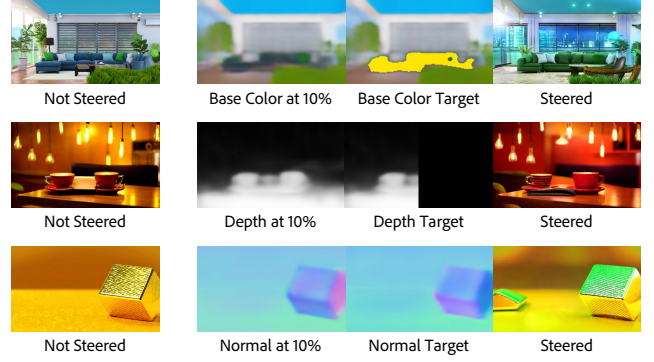 Not Steered
Base Color at 10%
Base Color Target
Steered
Not Steered
Depth at 10%
Depth Target
Steered
Not Steered
Normal at 10%
Normal Target
Steered